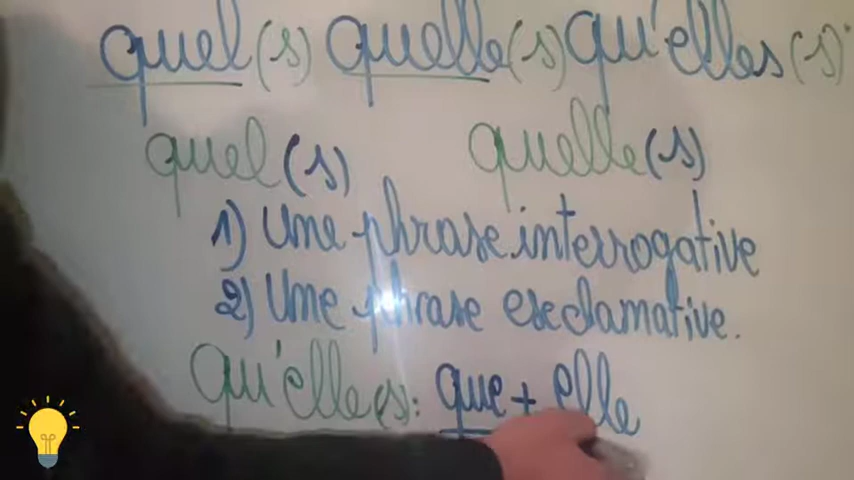 quel(s) quelle(s) qu'elles(s)
quel(s) quelle(s)
1) Une phrase interrogative
2) Une phrase exclamative.
qu'elle(s): que + elle